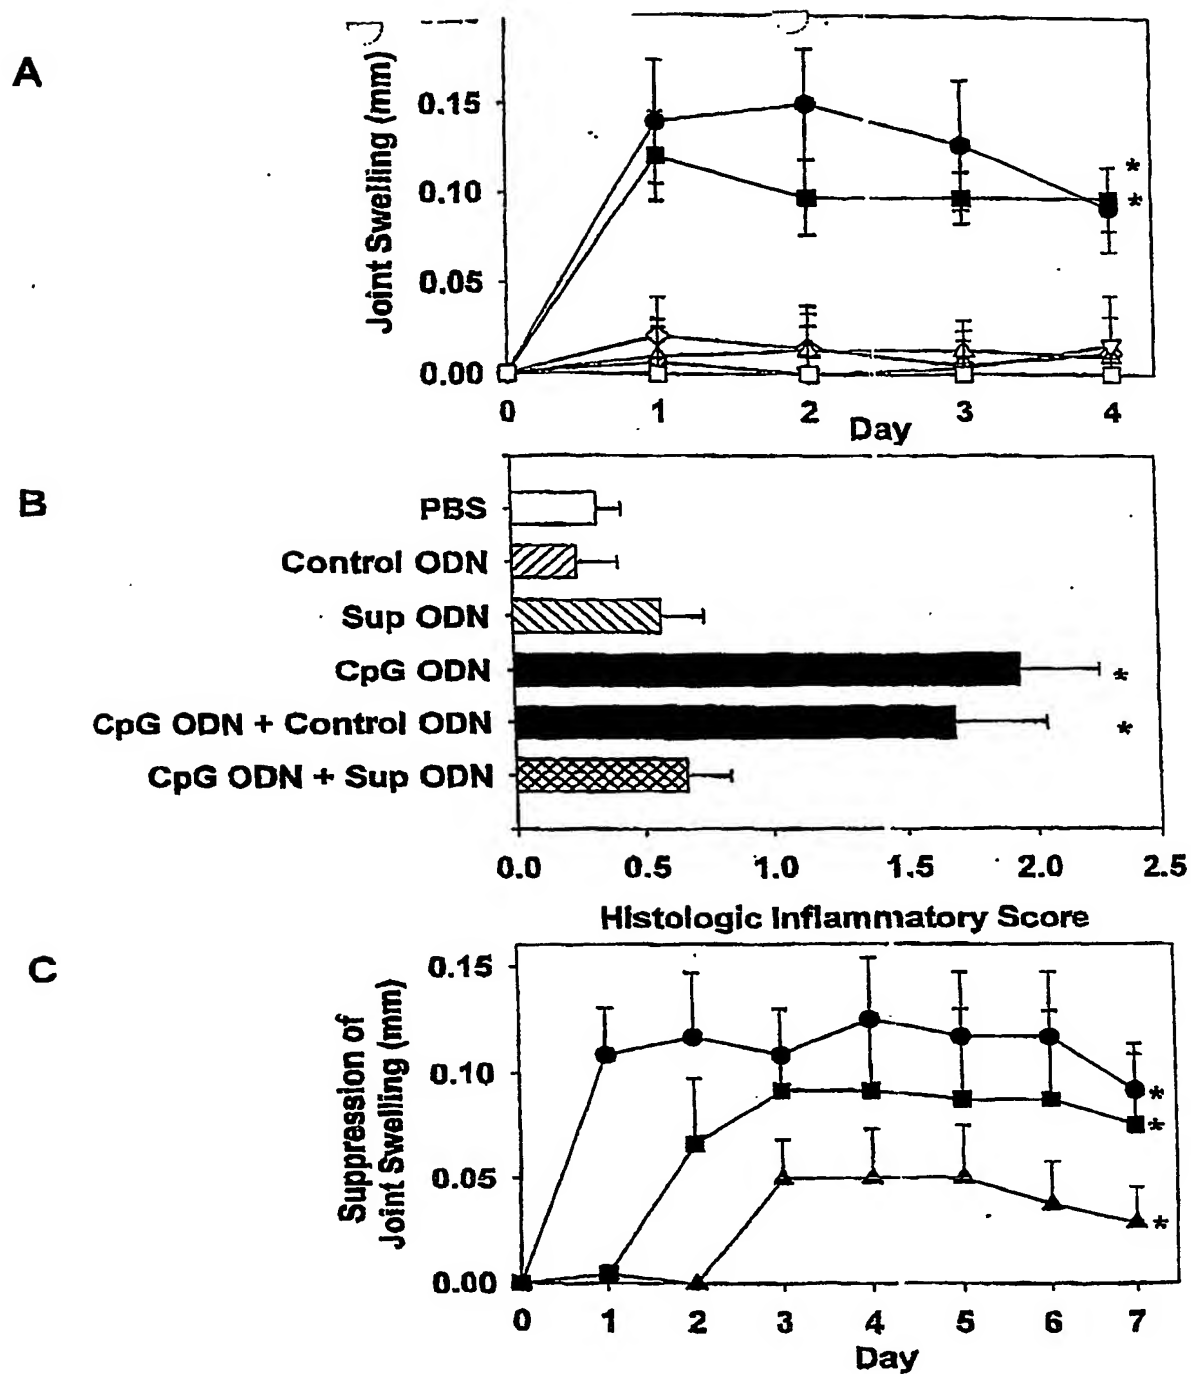 A
Joint Swelling (mm)
0.15
0.10
0.05
0.00
*
*
0 1 2 3 4
Day
B
PBS
Control ODN
Sup ODN
CpG ODN *
CpG ODN + Control ODN *
CpG ODN + Sup ODN
0.0 0.5 1.0 1.5 2.0 2.5
Histologic Inflammatory Score
C
Suppression of
Joint Swelling (mm)
0.15
0.10
0.05
0.00
*
*
*
0 1 2 3 4 5 6 7
Day